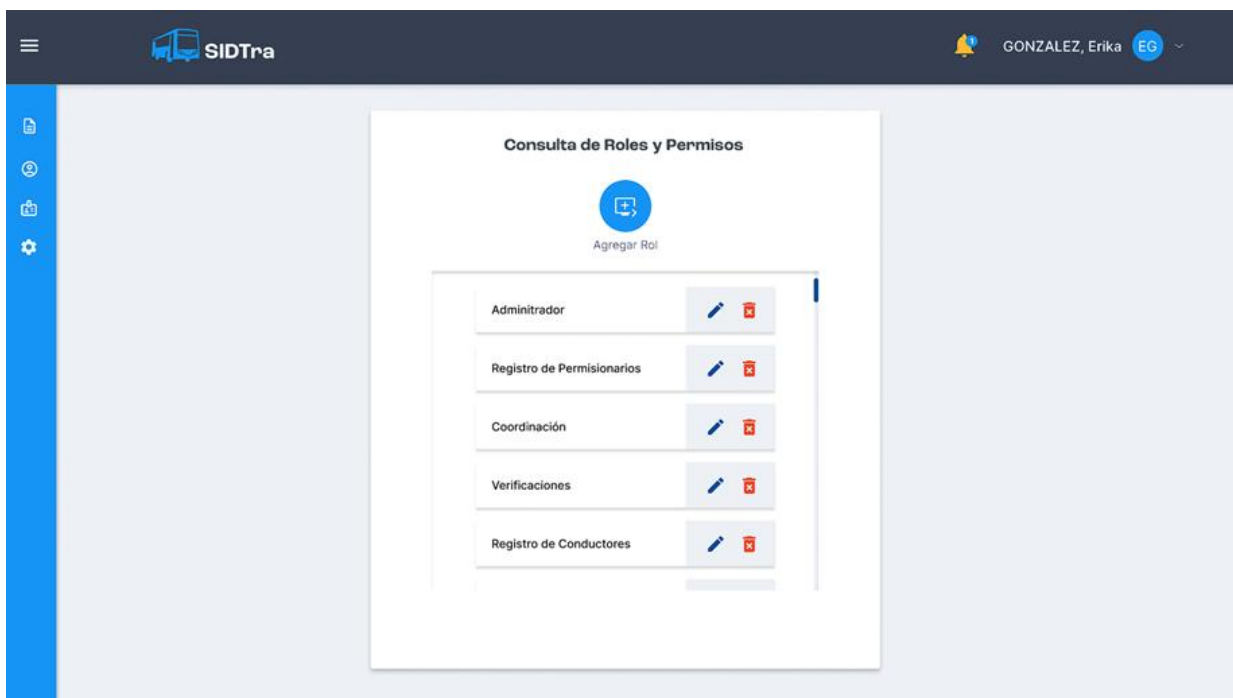 SIDTra
1
GONZALEZ, Erika EG
Consulta de Roles y Permisos
Agregar Rol
Adminitrador
Registro de Permisionarios
Coordinación
Verificaciones
Registro de Conductores